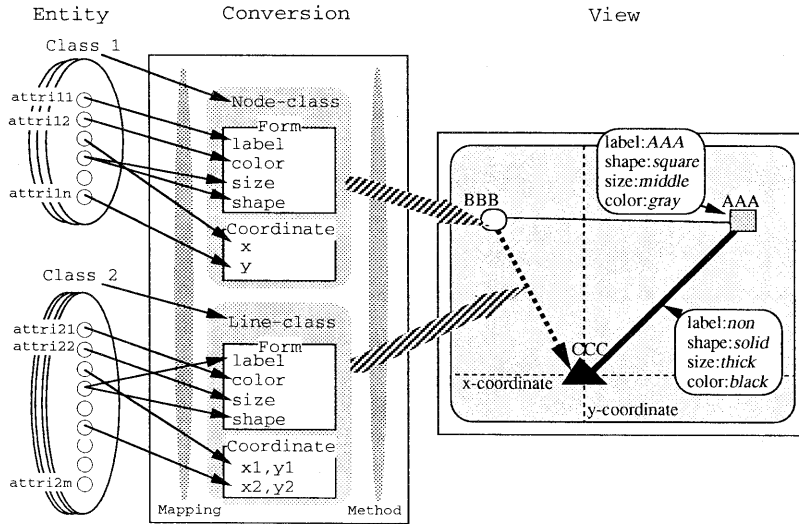 Entity
Conversion
View
Class 1
attri11
attri12
attri1n
Node-class
Form
label
color
size
shape
Coordinate
x
y
Class 2
attri21
attri22
attri2m
Line-class
Form
label
color
size
shape
Coordinate
x1,y1
x2,y2
Mapping
Method
label:AAA
shape:square
size:middle
color:gray
BBB
AAA
CCC
label:non
shape:solid
size:thick
color:black
x-coordinate
y-coordinate